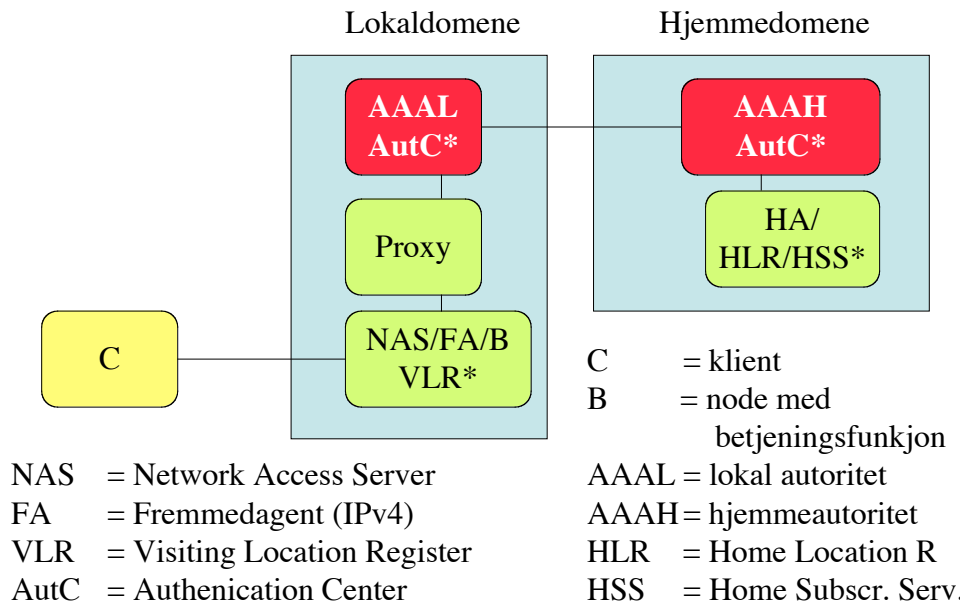 Lokaldomene
Hjemmedomene
AAAL
AutC*
AAAH
AutC*
Proxy
HA/
HLR/HSS*
C
NAS/FA/B
VLR*
C = klient
B = node med
betjeningsfunkjon
NAS = Network Access Server
FA = Fremmedagent (IPv4)
VLR = Visiting Location Register
AutC = Authenication Center
AAAL = lokal autoritet
AAAH = hjemmeautoritet
HLR = Home Location R
HSS = Home Subscr. Serv.